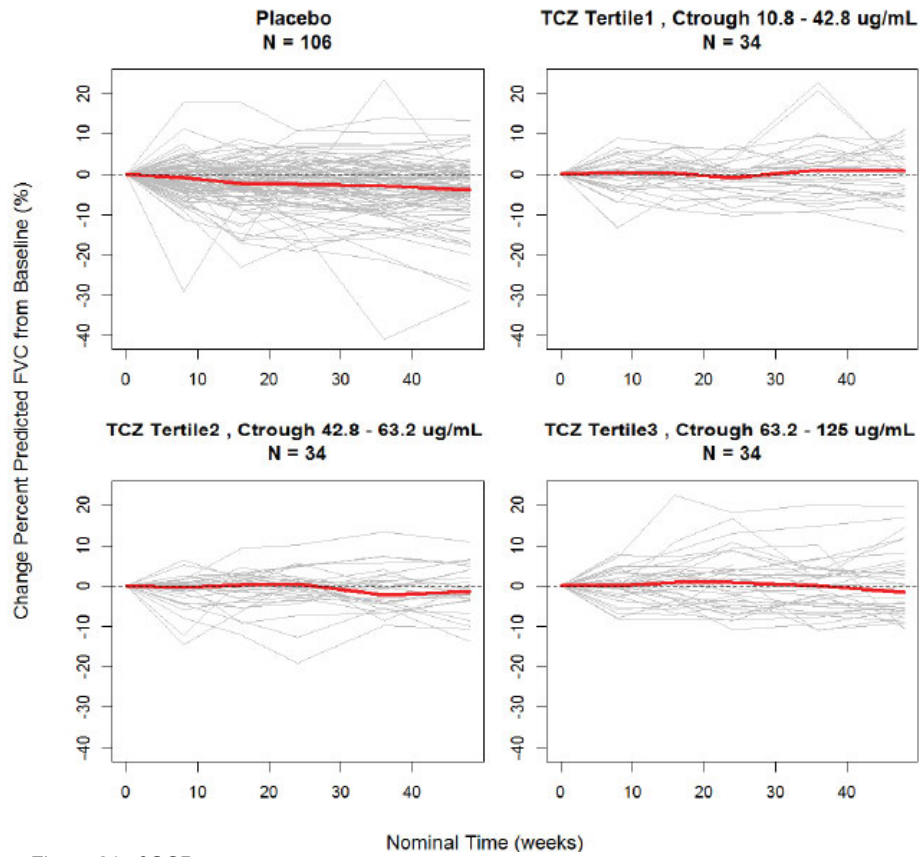 Placebo
N = 106
TCZ Tertile1 , Ctrough 10.8 - 42.8 ug/mL
N = 34
Change Percent Predicted FVC from Baseline (%)
20
10
0
-10
-20
-30
-40
0 10 20 30 40
20
10
0
-10
-20
-30
-40
0 10 20 30 40
TCZ Tertile2 , Ctrough 42.8 - 63.2 ug/mL
N = 34
TCZ Tertile3 , Ctrough 63.2 - 125 ug/mL
N = 34
20
10
0
-10
-20
-30
-40
0 10 20 30 40
20
10
0
-10
-20
-30
-40
0 10 20 30 40
Nominal Time (weeks)